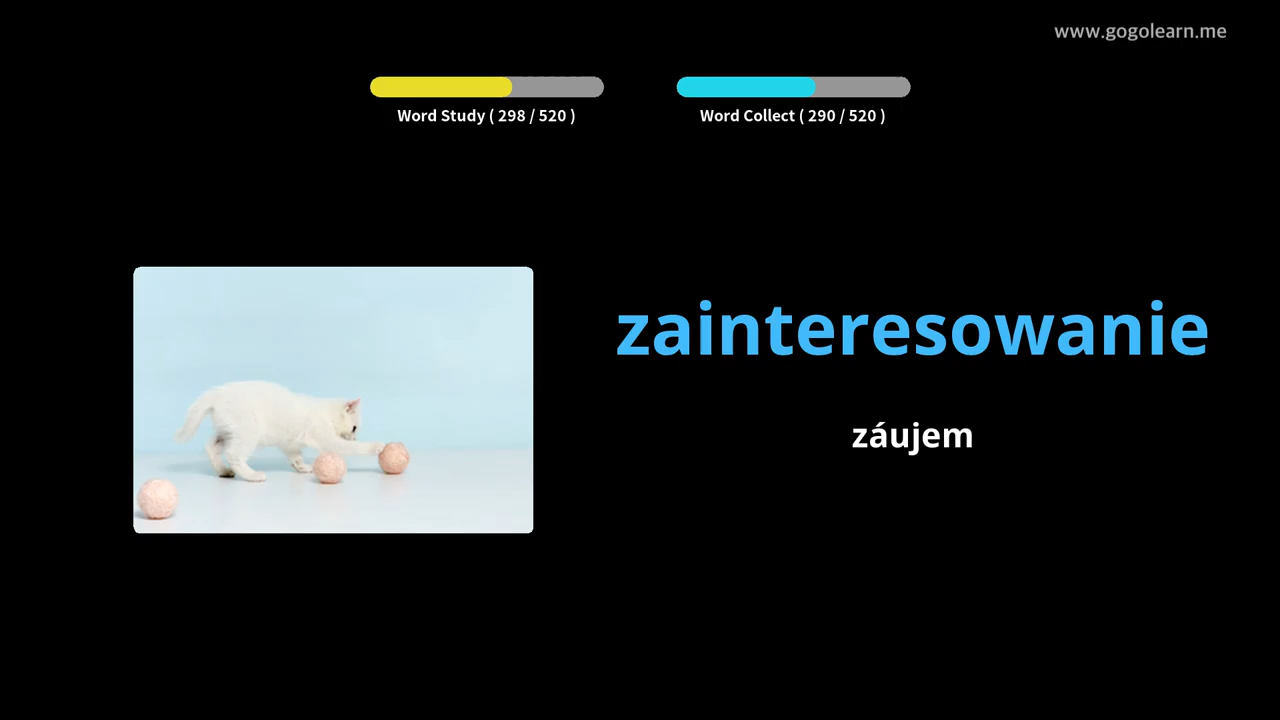 www.gogolearn.me
Word Study ( 298 / 520 )
Word Collect ( 290 / 520 )
zainteresowanie
záujem